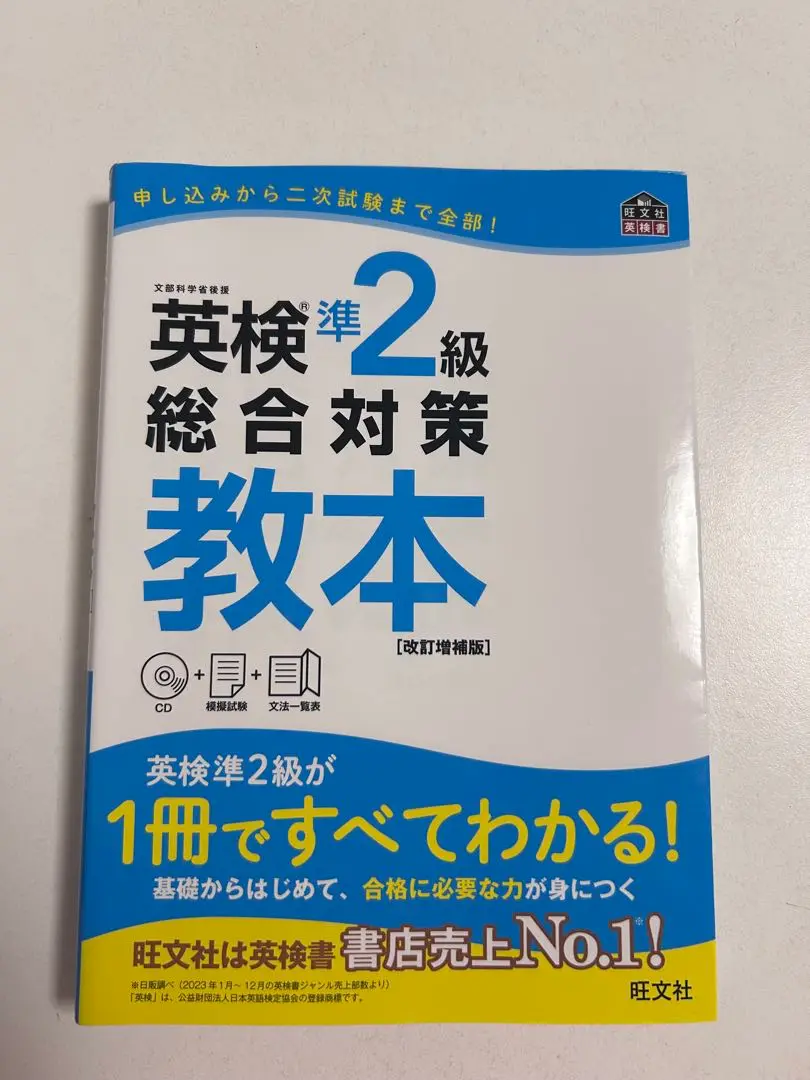 申し込みから二次試験まで全部!
旺文社
英検書
文部科学省後援
英検®準2級
総合対策
教本
[改訂増補版]
CD + 模擬試験 + 文法一覧表
英検準2級が
1冊ですべてわかる!
基礎からはじめて、合格に必要な力が身につく
旺文社は英検書 書店売上No.1!※
※日販調べ(2023年1月~12月の英検書ジャンル売上部数より)
「英検」は、公益財団法人日本英語検定協会の登録商標です。
旺文社